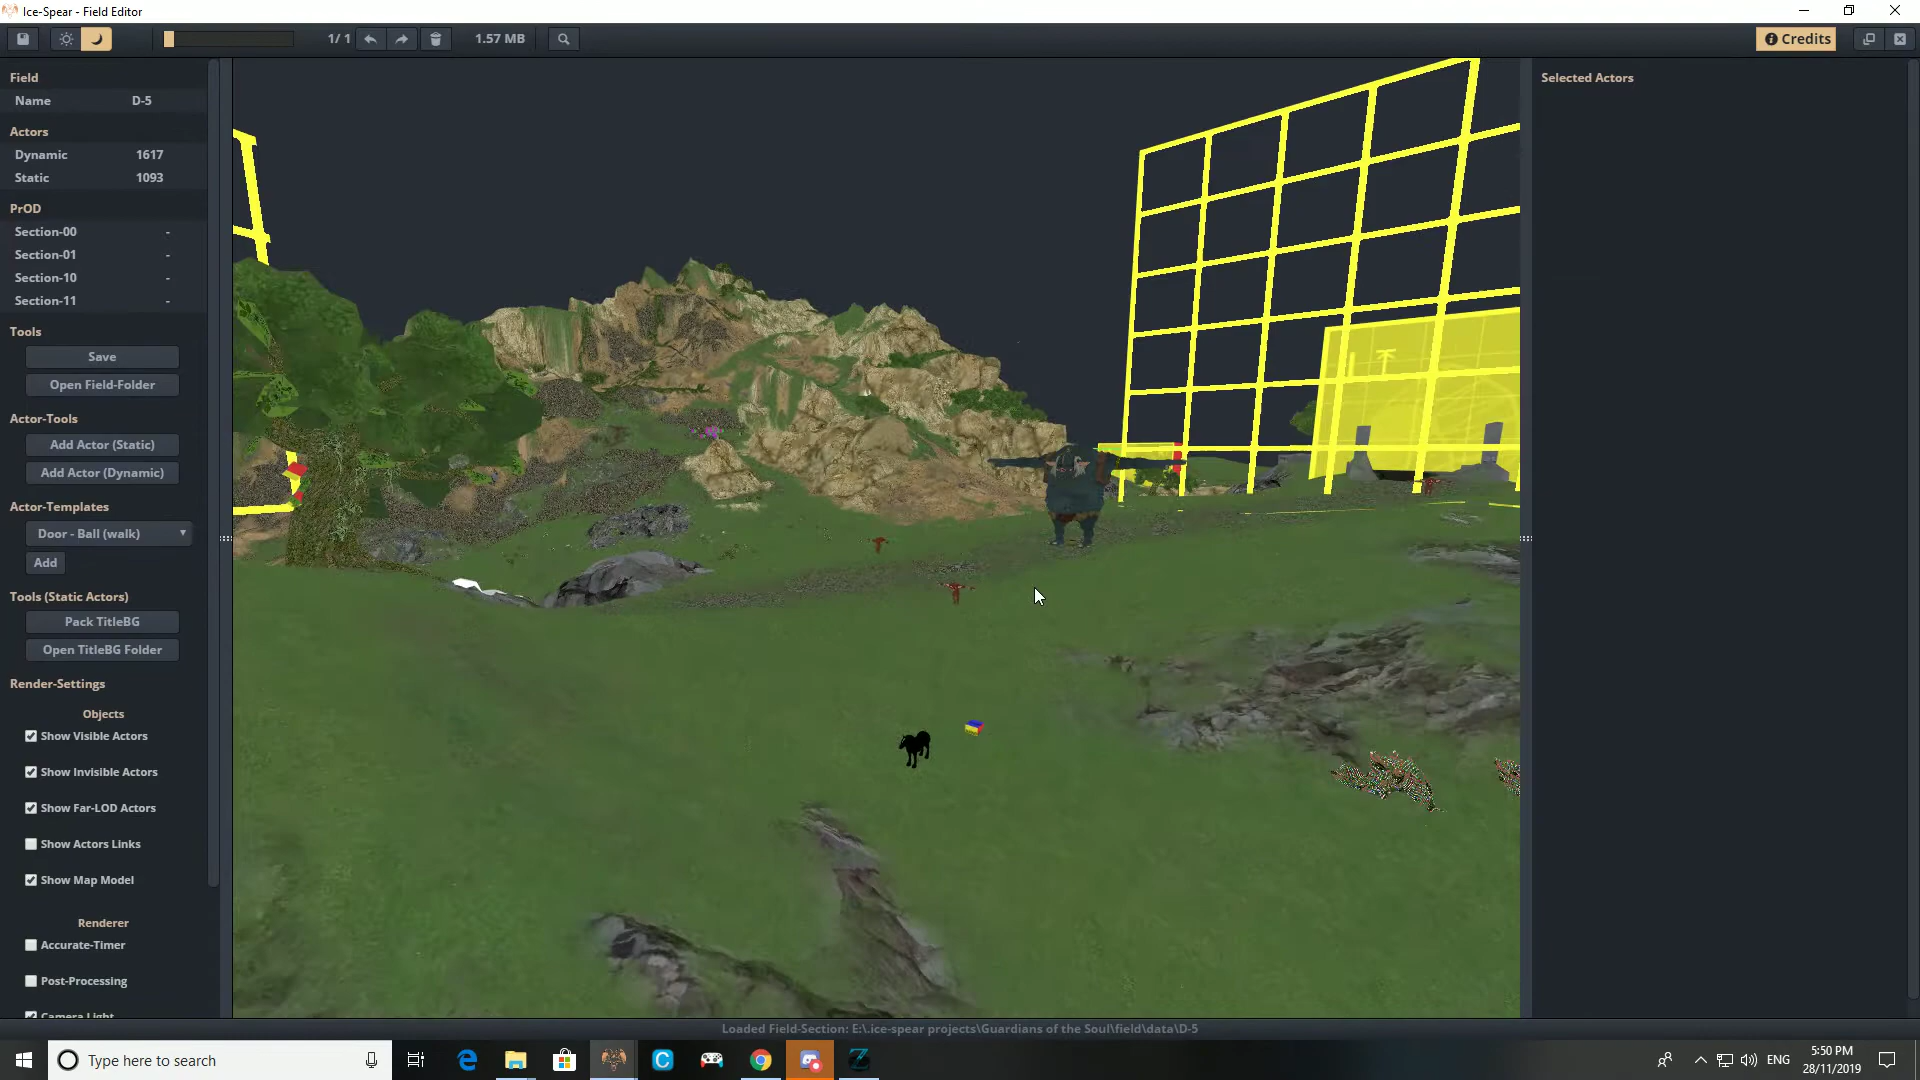 Ice-Spear - Field Editor
1/ 1
1.57 MB
Credits
Field
Name D-5
Actors
Dynamic 1617
Static 1093
PrOD
Section-00 -
Section-01 -
Section-10 -
Section-11 -
Tools
Save
Open Field-Folder
Actor-Tools
Add Actor (Static)
Add Actor (Dynamic)
Actor-Templates
Door - Ball (walk)
Add
Tools (Static Actors)
Pack TitleBG
Open TitleBG Folder
Render-Settings
Objects
Show Visible Actors
Show Invisible Actors
Show Far-LOD Actors
Show Actors Links
Show Map Model
Renderer
Accurate-Timer
Post-Processing
Camera Light
Selected Actors
Loaded Field-Section: E:\.ice-spear projects\Guardians of the Soul\field\data\D-5
Type here to search
ENG
5:50 PM
28/11/2019